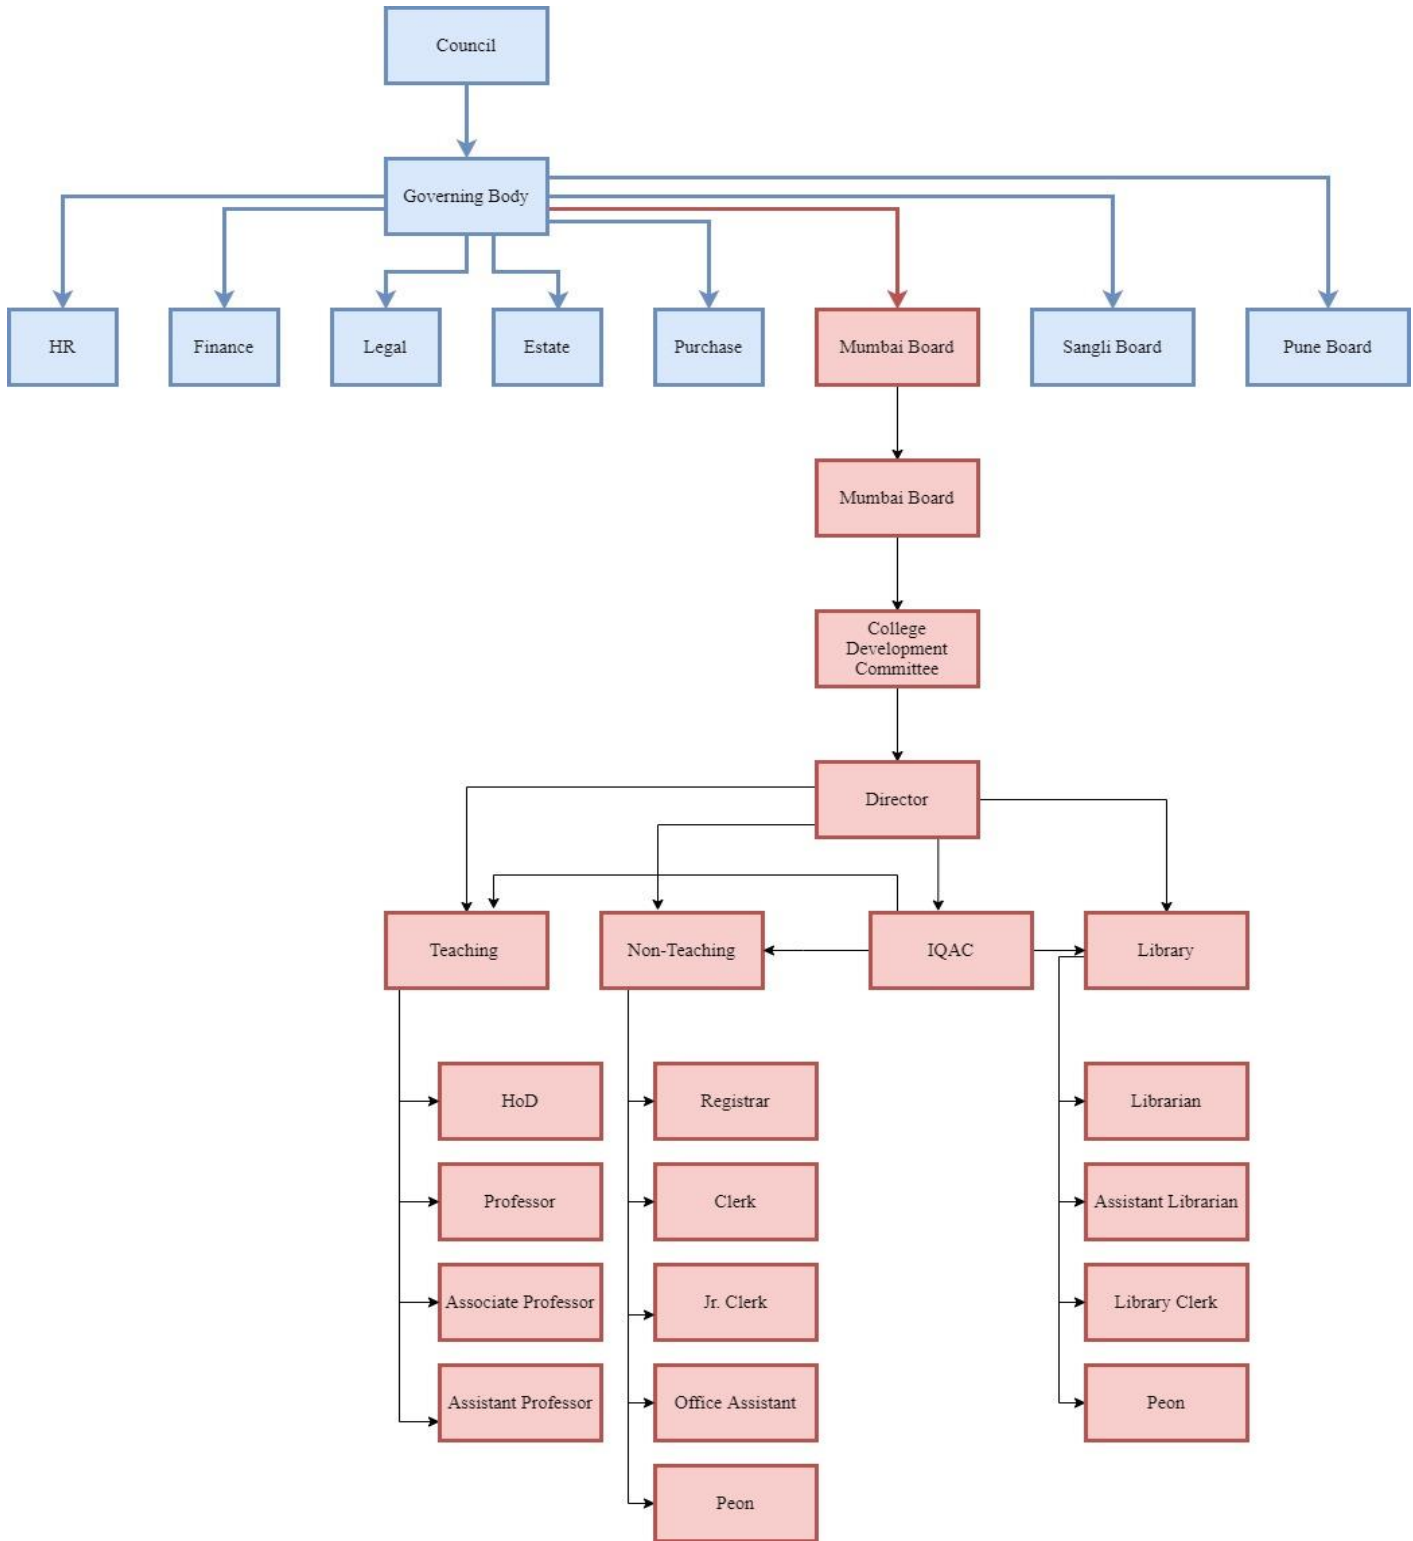 Council
Governing Body
HR
Finance
Legal
Estate
Purchase
Mumbai Board
Sangli Board
Pune Board
Mumbai Board
College
Development
Committee
Director
Teaching
Non-Teaching
IQAC
Library
HoD
Registrar
Librarian
Professor
Clerk
Assistant Librarian
Associate Professor
Jr. Clerk
Library Clerk
Assistant Professor
Office Assistant
Peon
Peon